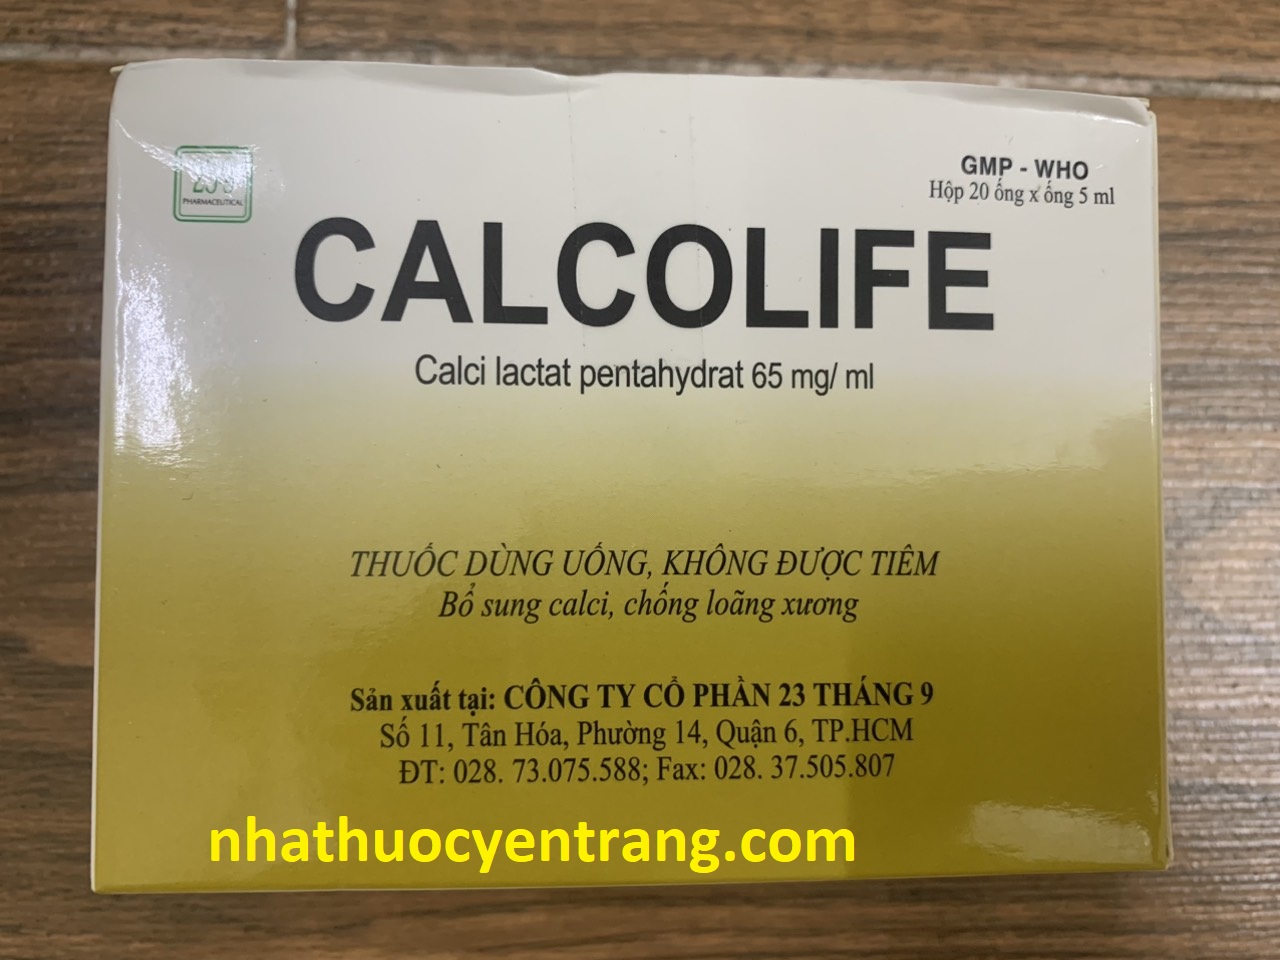 PHARMACEUTICAL
GMP - WHO
Hộp 20 ống x ống 5 ml
CALCOLIFE
Calci lactat pentahydrat 65 mg/ ml
THUỐC DÙNG UỐNG, KHÔNG ĐƯỢC TIÊM
Bổ sung calci, chống loãng xương
Sản xuất tại: CÔNG TY CỔ PHẦN 23 THÁNG 9
Số 11, Tân Hóa, Phường 14, Quận 6, TP.HCM
ĐT: 028. 73.075.588; Fax: 028. 37.505.807
nhathuocyentrang.com